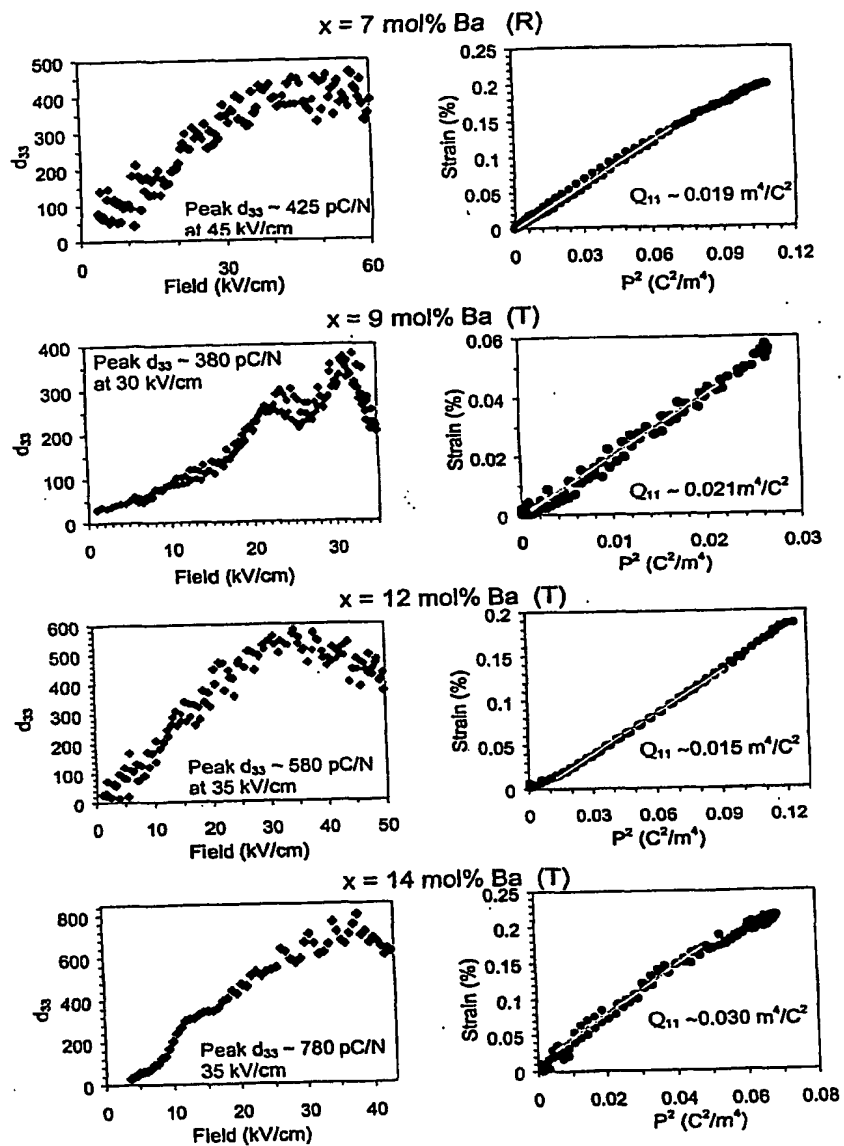 x = 7 mol% Ba (R)
500
400
300
200
100
0
d₃₃
0
30
60
Field (kV/cm)
Peak d₃₃ ~ 425 pC/N
at 45 kV/cm
0.25
0.2
0.15
0.1
0.05
0
Strain (%)
0
0.03
0.06
0.09
0.12
P² (C²/m⁴)
Q₁₁ ~ 0.019 m⁴/C²
x = 9 mol% Ba (T)
400
300
200
100
0
d₃₃
0
10
20
30
Field (kV/cm)
Peak d₃₃ ~ 380 pC/N
at 30 kV/cm
0.06
0.04
0.02
0
Strain (%)
0
0.01
0.02
0.03
P² (C²/m⁴)
Q₁₁ ~ 0.021m⁴/C²
x = 12 mol% Ba (T)
600
500
400
300
200
100
0
d₃₃
0
10
20
30
40
50
Field (kV/cm)
Peak d₃₃ ~ 580 pC/N
at 35 kV/cm
0.2
0.15
0.1
0.05
0
Strain (%)
0
0.03
0.06
0.09
0.12
P² (C²/m⁴)
Q₁₁ ~0.015 m⁴/C²
x = 14 mol% Ba (T)
800
600
400
200
0
d₃₃
0
10
20
30
40
Field (kV/cm)
Peak d₃₃ ~ 780 pC/N
35 kV/cm
0.25
0.2
0.15
0.1
0.05
0
Strain (%)
0
0.02
0.04
0.06
0.08
P² (C²/m⁴)
Q₁₁ ~0.030 m⁴/C²